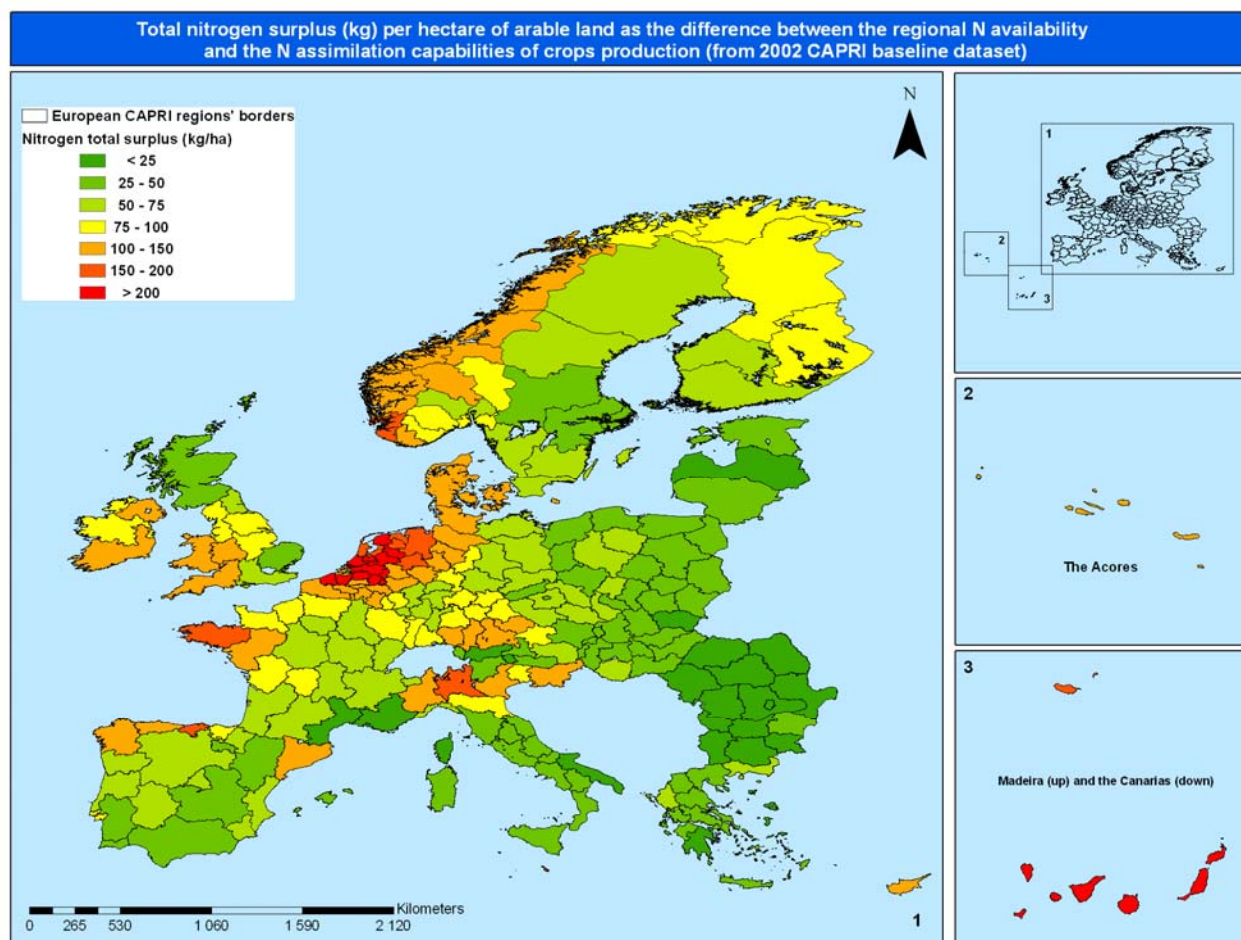 Total nitrogen surplus (kg) per hectare of arable land as the difference between the regional N availability
and the N assimilation capabilities of crops production (from 2002 CAPRI baseline dataset)
European CAPRI regions' borders
Nitrogen total surplus (kg/ha)
< 25
25 - 50
50 - 75
75 - 100
100 - 150
150 - 200
> 200
N
Kilometers
0 265 530 1 060 1 590 2 120
1
1
2
3
2
The Acores
3
Madeira (up) and the Canarias (down)